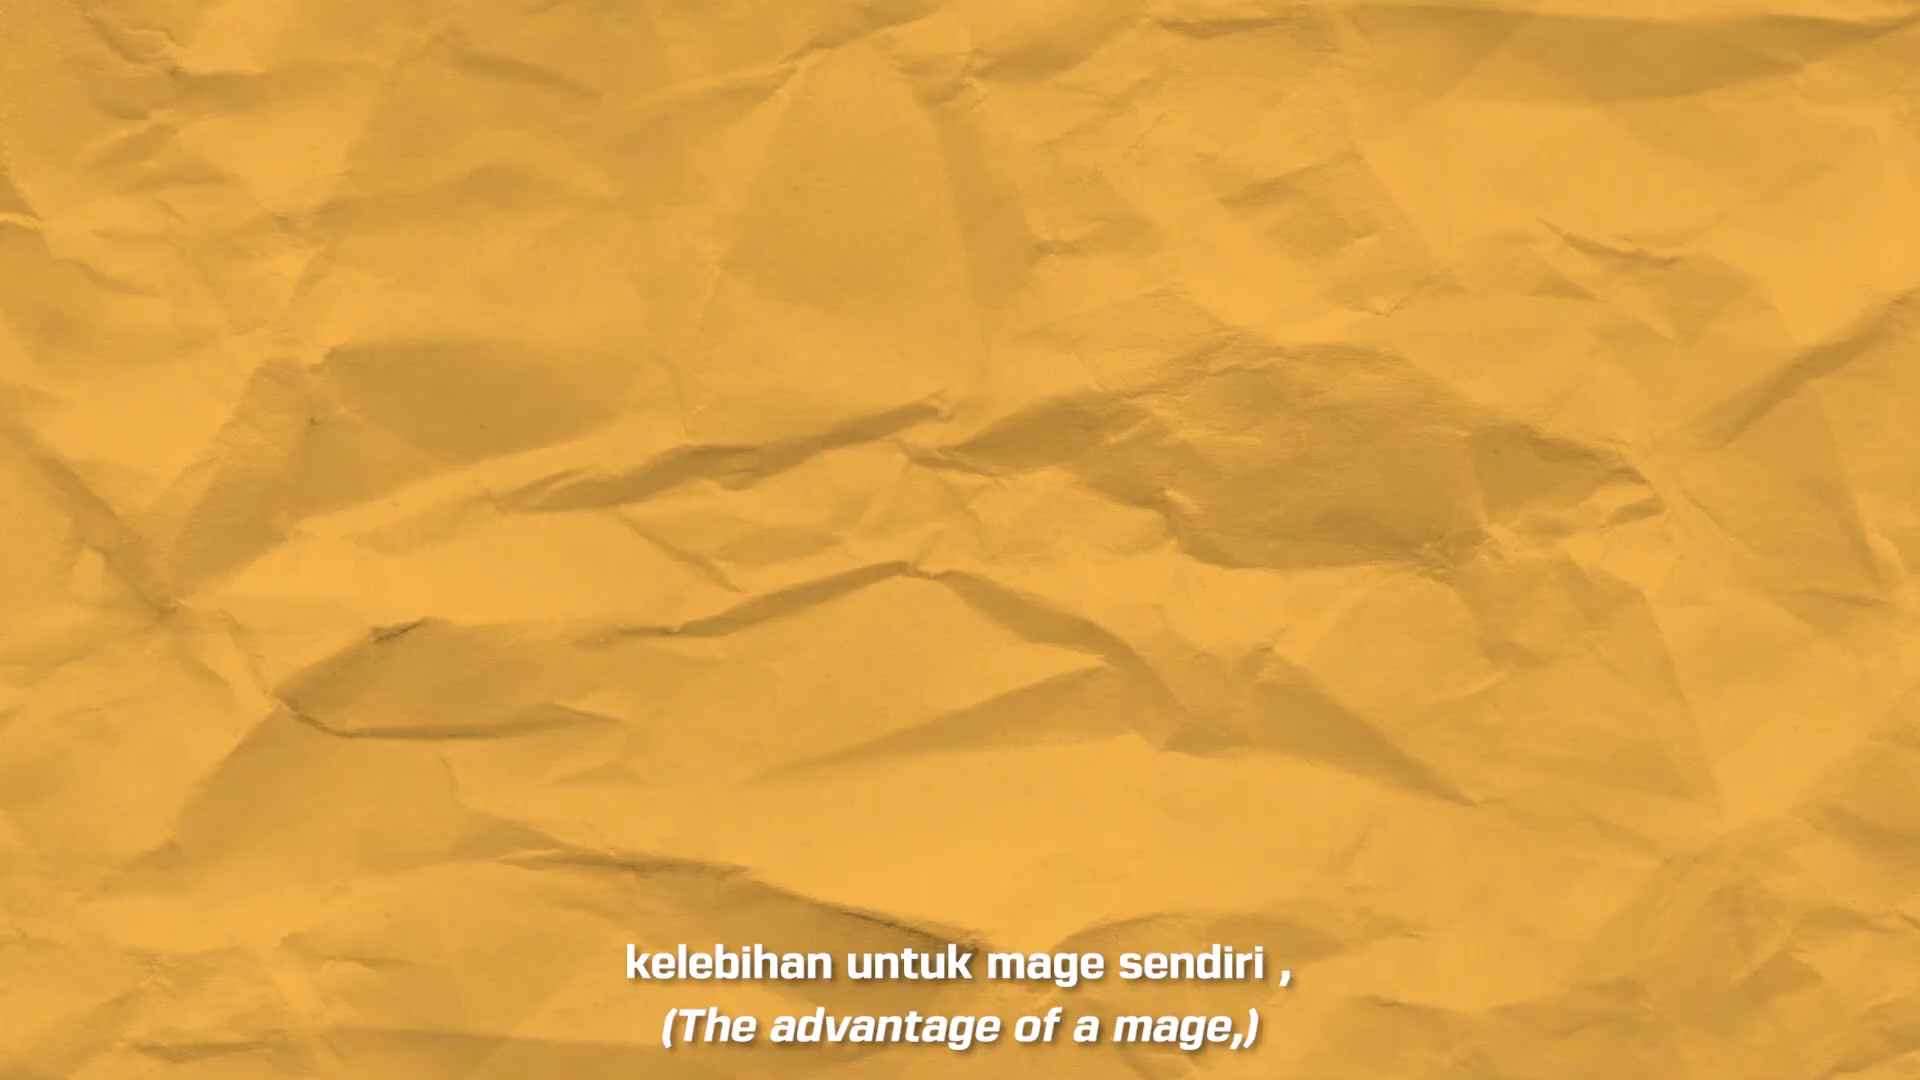 kelebihan untuk mage sendiri ,
(The advantage of a mage,)